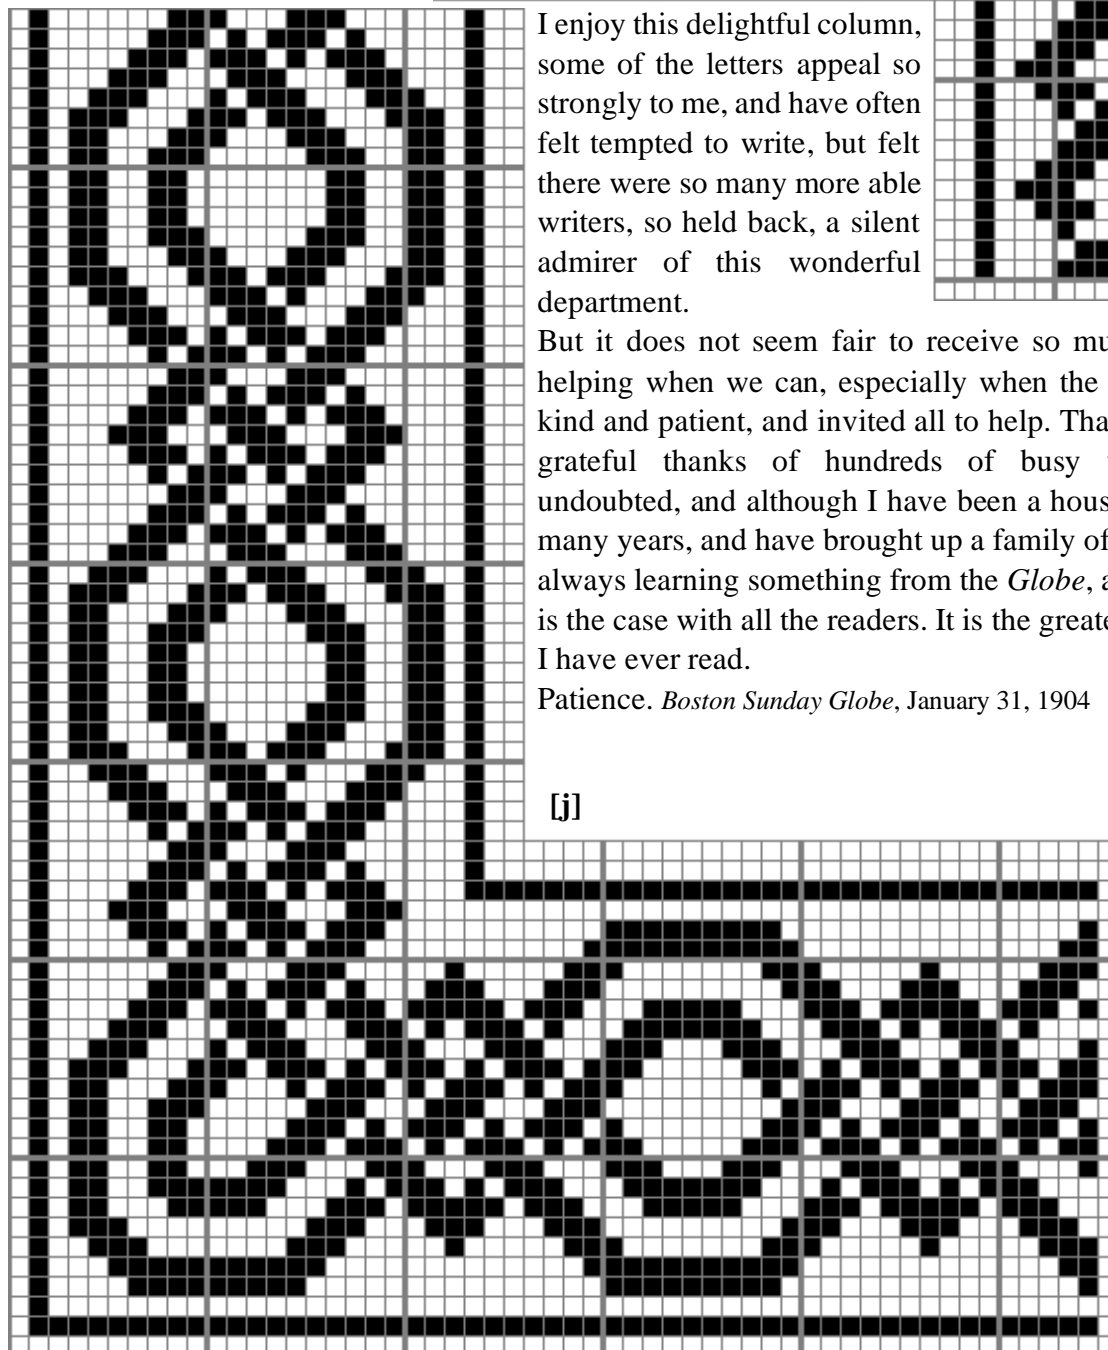 I enjoy this delightful column,
some of the letters appeal so
strongly to me, and have often
felt tempted to write, but felt
there were so many more able
writers, so held back, a silent
admirer of this wonderful
department.
But it does not seem fair to receive so
helping when we can, especially when the
kind and patient, and invited all to help.
grateful thanks of hundreds of busy
undoubted, and although I have been a
many years, and have brought up a family of
always learning something from the Globe,
is the case with all the readers. It is the
I have ever read.
Patience. Boston Sunday Globe, January 31, 1904
[j]